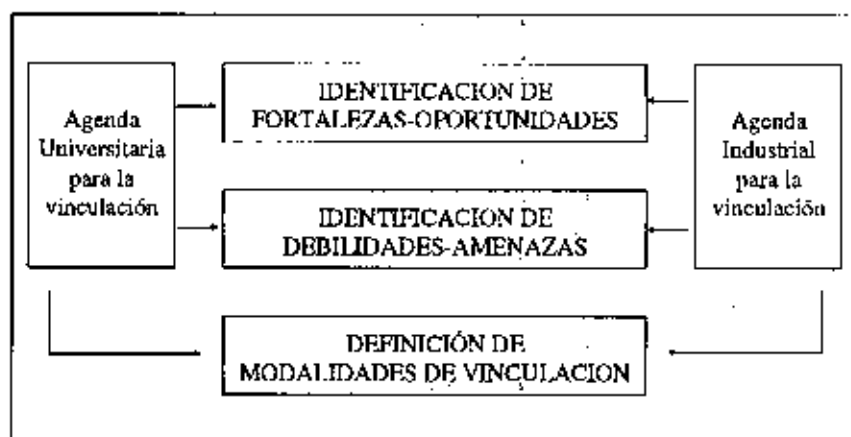 Agenda
Universitaria
para la
vinculación
IDENTIFICACION DE
FORTALEZAS-OPORTUNIDADES
IDENTIFICACION DE
DEBILIDADES-AMENAZAS
DEFINICIÓN DE
MODALIDADES DE VINCULACION
Agenda
Industrial
para la
vinculación